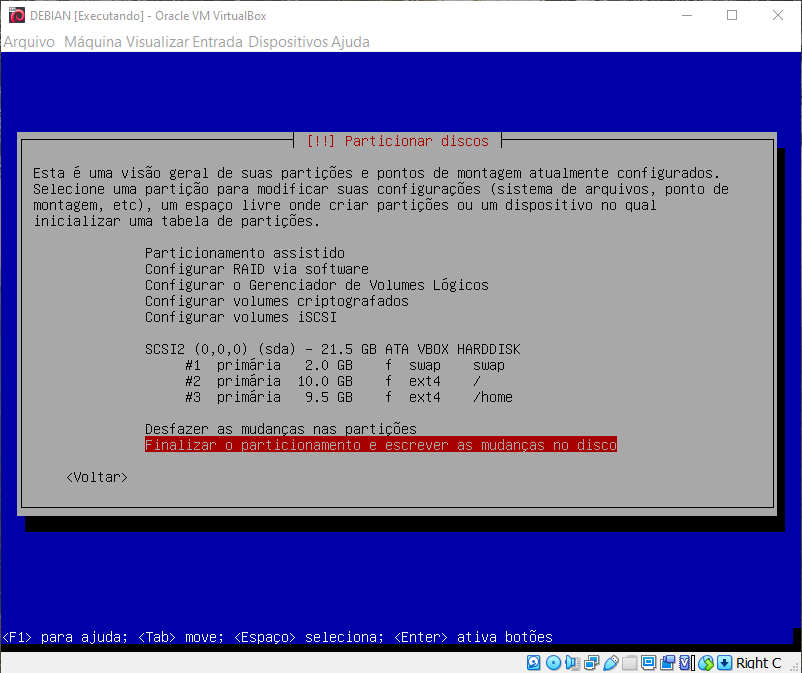 DEBIAN [Executando] - Oracle VM VirtualBox
Arquivo Máquina Visualizar Entrada Dispositivos Ajuda
[!!] Particionar discos
Esta é uma visão geral de suas partições e pontos de montagem atualmente configurados.
Selecione uma partição para modificar suas configurações (sistema de arquivos, ponto de
montagem, etc), um espaço livre onde criar partições ou um dispositivo no qual
inicializar uma tabela de partições.
Particionamento assistido
Configurar RAID via software
Configurar o Gerenciador de Volumes Lógicos
Configurar volumes criptografados
Configurar volumes iSCSI
SCSI2 (0,0,0) (sda) - 21.5 GB ATA VBOX HARDDISK
#1 primária 2.0 GB f swap swap
#2 primária 10.0 GB f ext4 /
#3 primária 9.5 GB f ext4 /home
Desfazer as mudanças nas partições
Finalizar o particionamento e escrever as mudanças no disco
<Voltar>
<F1> para ajuda; <Tab> move; <Espaço> seleciona; <Enter> ativa botões
Right C